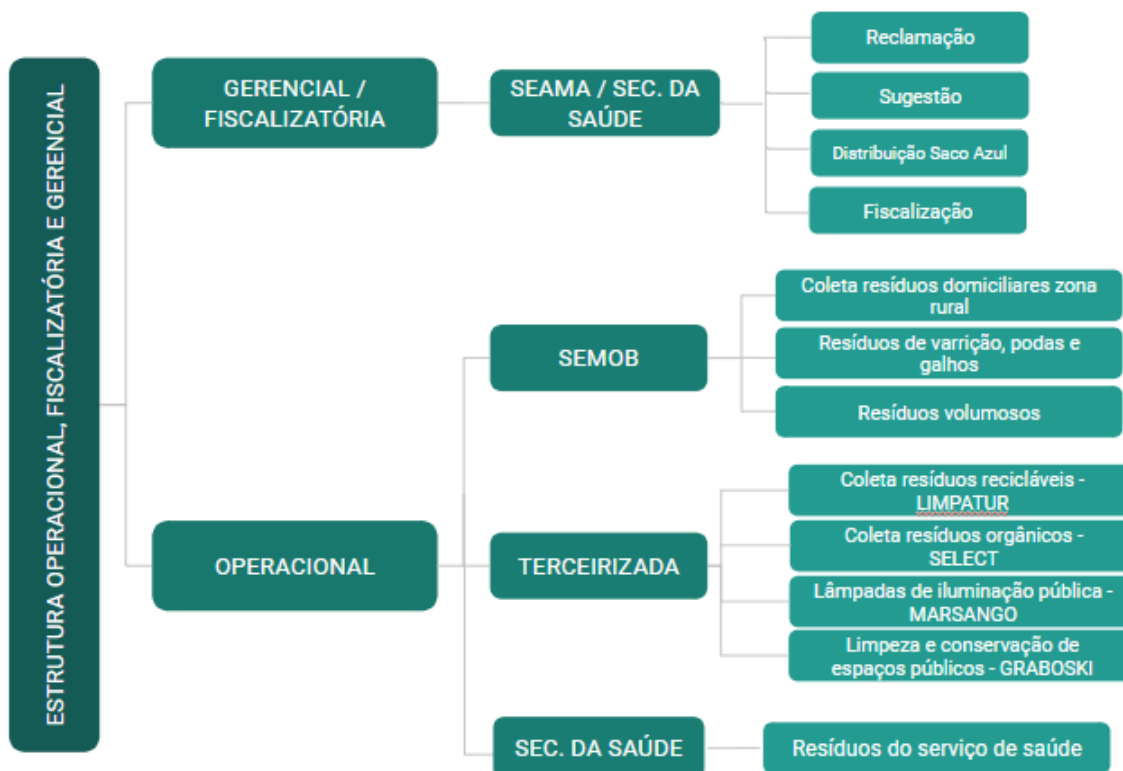 ESTRUTURA OPERACIONAL, FISCALIZATÓRIA E GERENCIAL
GERENCIAL /
FISCALIZATÓRIA
SEAMA / SEC. DA
SAÚDE
Reclamação
Sugestão
Distribuição Saco Azul
Fiscalização
OPERACIONAL
SEMOB
Coleta resíduos domiciliares zona
rural
Resíduos de varrição, podas e
galhos
Resíduos volumosos
TERCEIRIZADA
Coleta resíduos recicláveis -
LIMPATUR
Coleta resíduos orgânicos -
SELECT
Lâmpadas de iluminação pública -
MARSANGO
Limpeza e conservação de
espaços públicos - GRABOSKI
SEC. DA SAÚDE
Resíduos do serviço de saúde